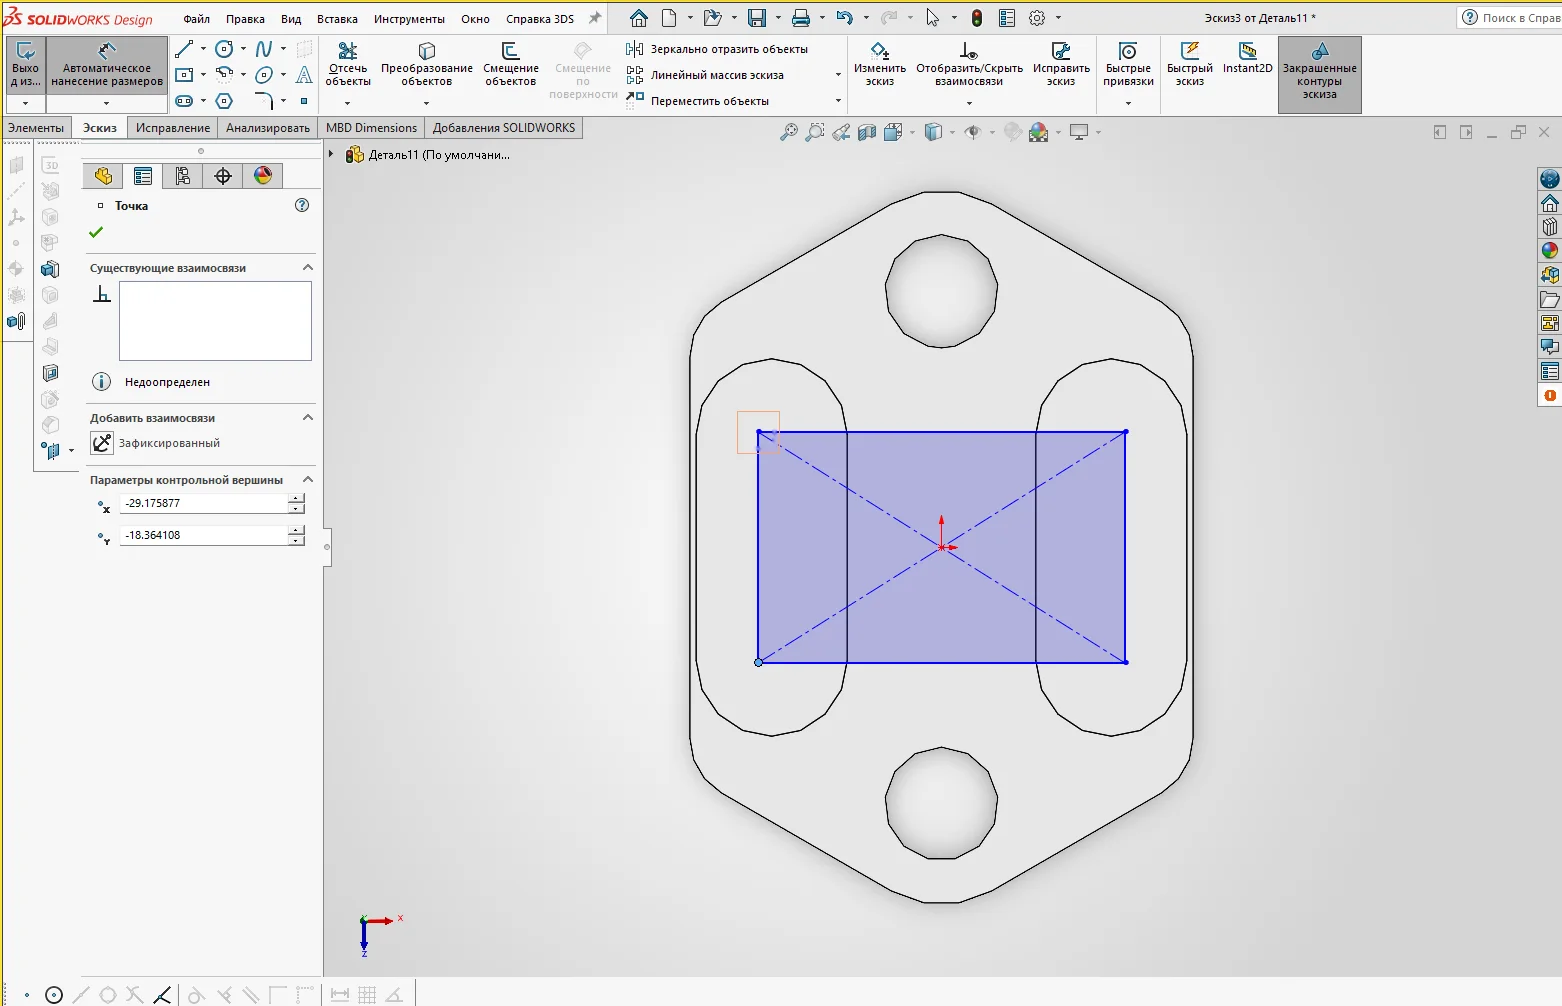 SOLIDWORKS Design
Файл Правка Вид Вставка Инструменты Окно Справка 3DS
Эскиз3 от Деталь11 *
Поиск в Справ
Выхо
д из...
Автоматическое
нанесение размеров
Отсечь
объекты
Преобразование
объектов
Смещение
объектов
Смещение
по
поверхности
Зеркально отразить объекты
Линейный массив эскиза
Переместить объекты
Изменить
эскиз
Отобразить/Скрыть
взаимосвязи
Исправить
эскиз
Быстрые
привязки
Быстрый
эскиз
Instant2D
Закрашенные
контуры
эскиза
Элементы Эскиз Исправление Анализировать MBD Dimensions Добавления SOLIDWORKS
Деталь11 (По умолчани...
3D
Точка
Существующие взаимосвязи
Недоопределен
Добавить взаимосвязи
Зафиксированный
Параметры контрольной вершины
X -29.175877
Y -18.364108
Y
X
Z